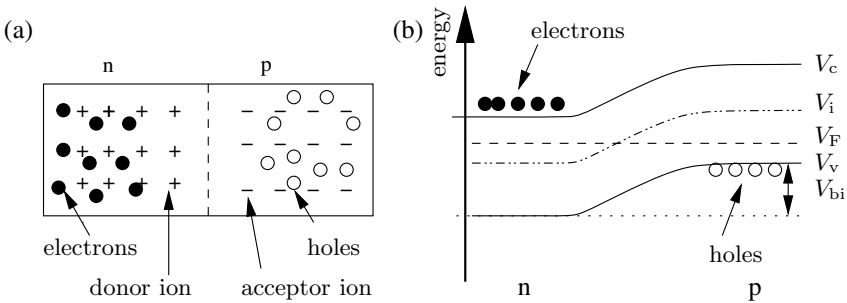 (a)
n p
+ + + +
+ + + +
+ + + +
− − − −
− − − −
− − − −
electrons
donor ion
acceptor ion
holes
(b)
energy
electrons
V_c
V_i
V_F
V_v
V_bi
holes
n p